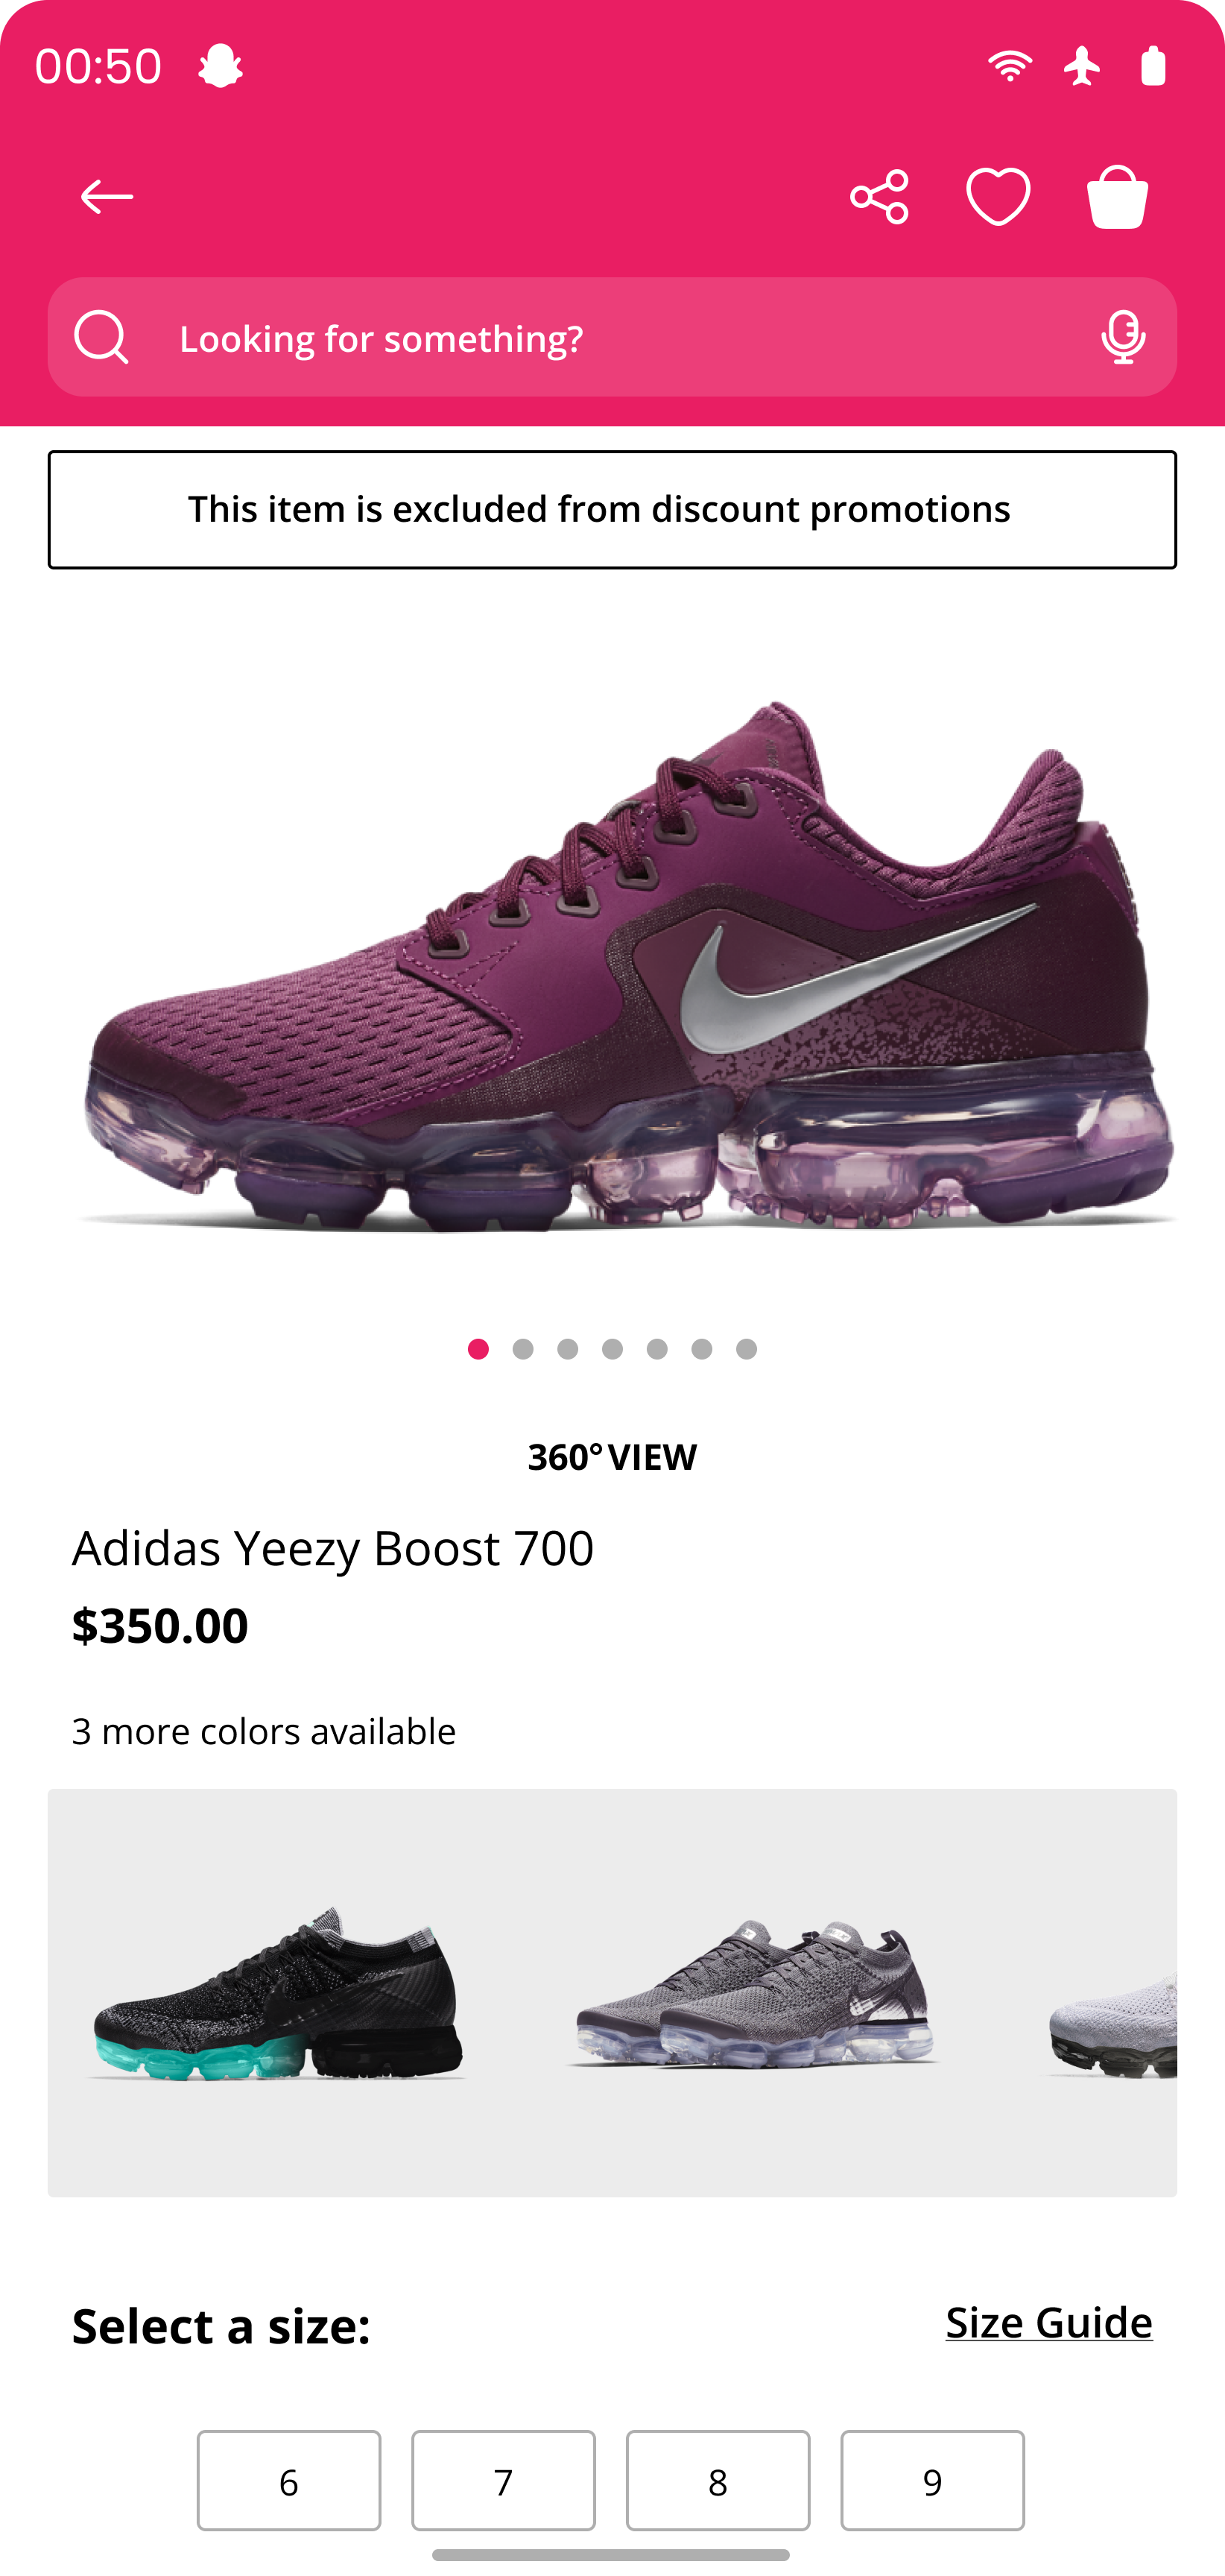 00:50
Looking for something?
This item is excluded from discount promotions
360° VIEW
Adidas Yeezy Boost 700
$350.00
3 more colors available
Select a size:
Size Guide
6 7 8 9